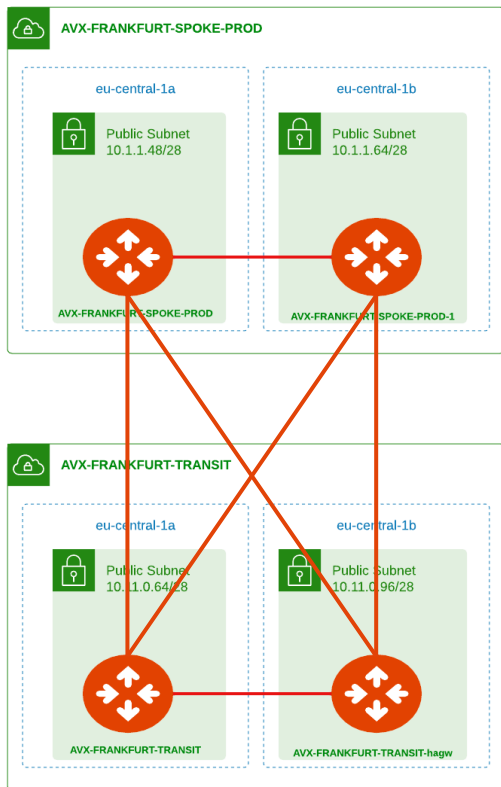 AVX-FRANKFURT-SPOKE-PROD
eu-central-1a
eu-central-1b
Public Subnet
10.1.1.48/28
Public Subnet
10.1.1.64/28
AVX-FRANKFURT-SPOKE-PROD
AVX-FRANKFURT-SPOKE-PROD-1
AVX-FRANKFURT-TRANSIT
eu-central-1a
eu-central-1b
Public Subnet
10.11.0.64/28
Public Subnet
10.11.0.96/28
AVX-FRANKFURT-TRANSIT
AVX-FRANKFURT-TRANSIT-hagw